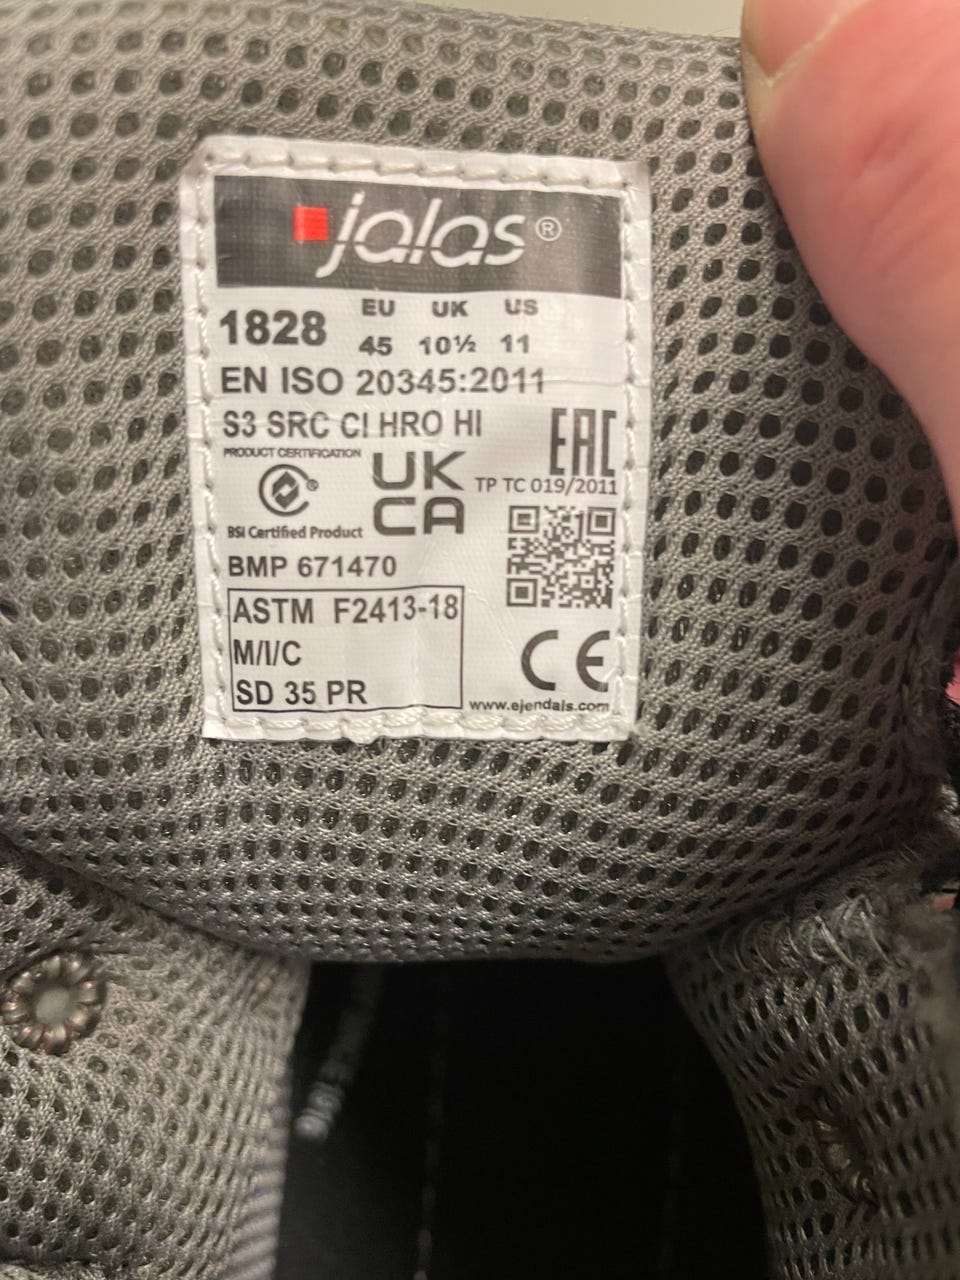 jalas®
EU UK US
1828 45 10½ 11
EN ISO 20345:2011
S3 SRC CI HRO HI
EAC
PRODUCT CERTIFICATION
UK
CA
TP TC 019/2011
BSI Certified Product
BMP 671470
ASTM F2413-18
M/I/C
SD 35 PR
CE
www.ejendals.com